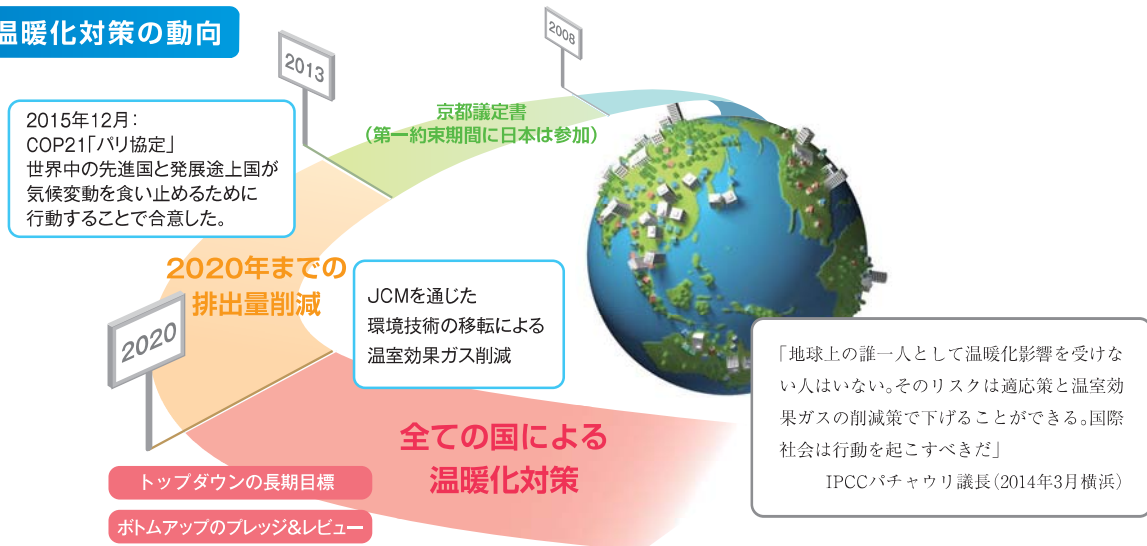 温暖化対策の動向
2008
2013
京都議定書
(第一約束期間に日本は参加)
2015年12月:
COP21「パリ協定」
世界中の先進国と発展途上国が
気候変動を食い止めるために
行動することで合意した。
2020年までの
排出量削減
JCMを通じた
環境技術の移転による
温室効果ガス削減
2020
「地球上の誰一人として温暖化影響を受けな
い人はいない。そのリスクは適応策と温室効
果ガスの削減策で下げることができる。国際
社会は行動を起こすべきだ」
IPCCパチャウリ議長(2014年3月横浜)
全ての国による
温暖化対策
トップダウンの長期目標
ボトムアップのプレッジ&レビュー